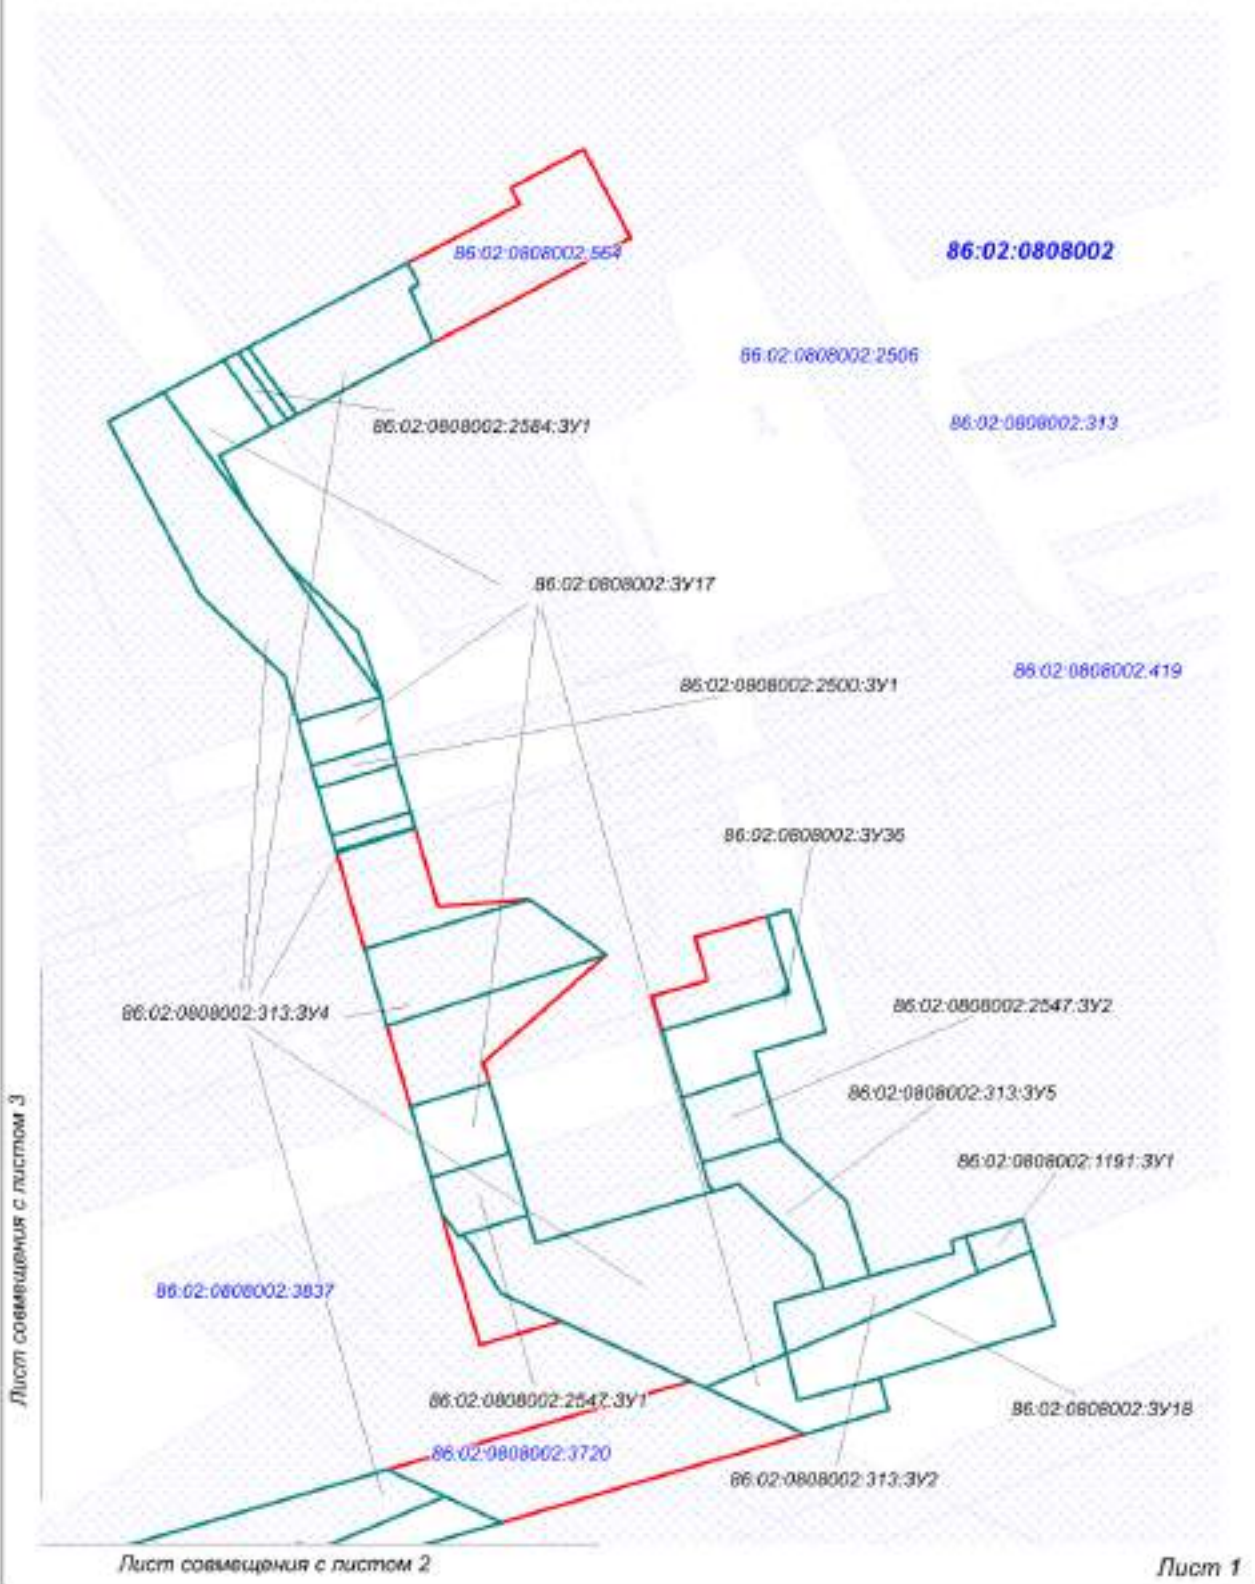 86:02:0808002:564
86:02:0808002
86:02:0808002:2506
86:02:0808002:313
86:02:0808002:2584:ЗУ1
86:02:0808002:ЗУ17
86:02:0808002:419
86:02:0808002:2500:ЗУ1
86:02:0808002:ЗУ36
86:02:0808002:313:ЗУ4
86:02:0808002:2547:ЗУ2
86:02:0808002:313:ЗУ5
86:02:0808002:1191:ЗУ1
Лист совмещения с листом 3
86:02:0808002:3837
86:02:0808002:2547:ЗУ1
86:02:0808002:ЗУ18
86:02:0808002:3720
86:02:0808002:313:ЗУ2
Лист совмещения с листом 2
Лист 1